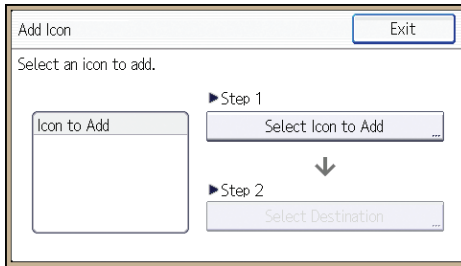 Add Icon
Exit
Select an icon to add.
Icon to Add
▶Step 1
Select Icon to Add
▶Step 2
Select Destination